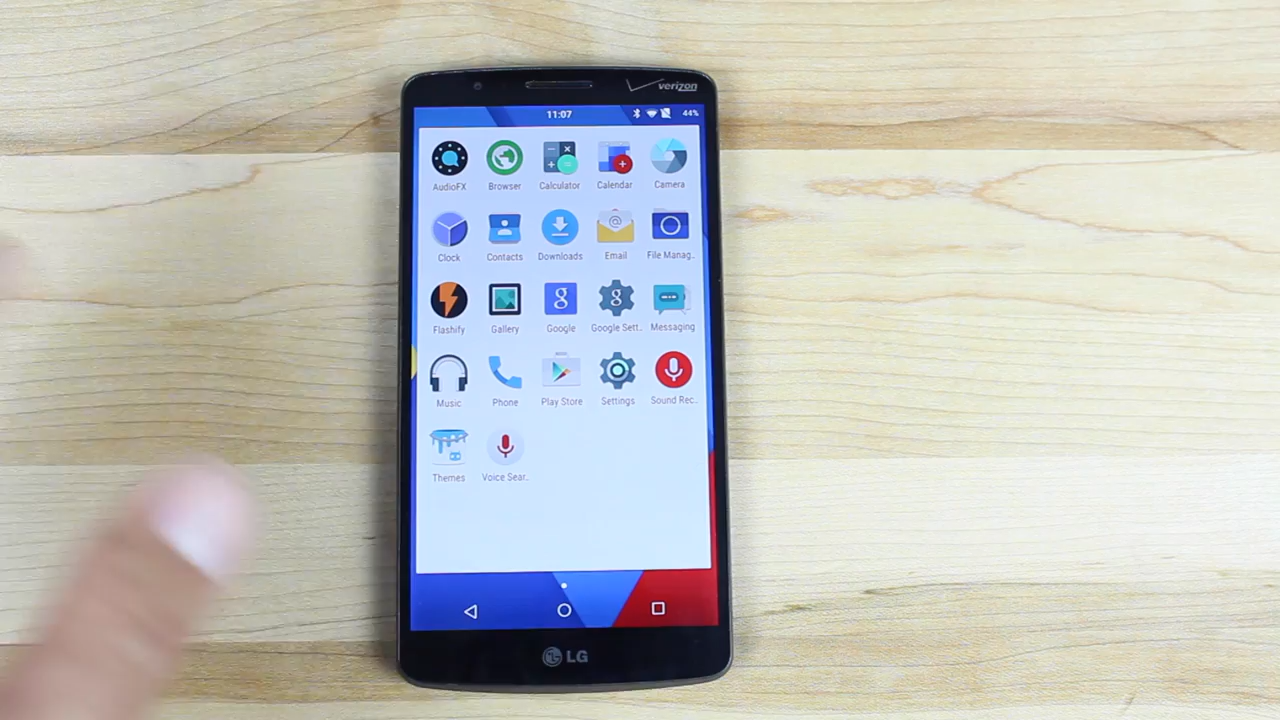 verizon
11:07 44%
AudioFX Browser Calculator Calendar Camera
Clock Contacts Downloads Email File Manag..
Flashify Gallery Google Google Sett.. Messaging
Music Phone Play Store Settings Sound Rec..
Themes Voice Sear..
LG